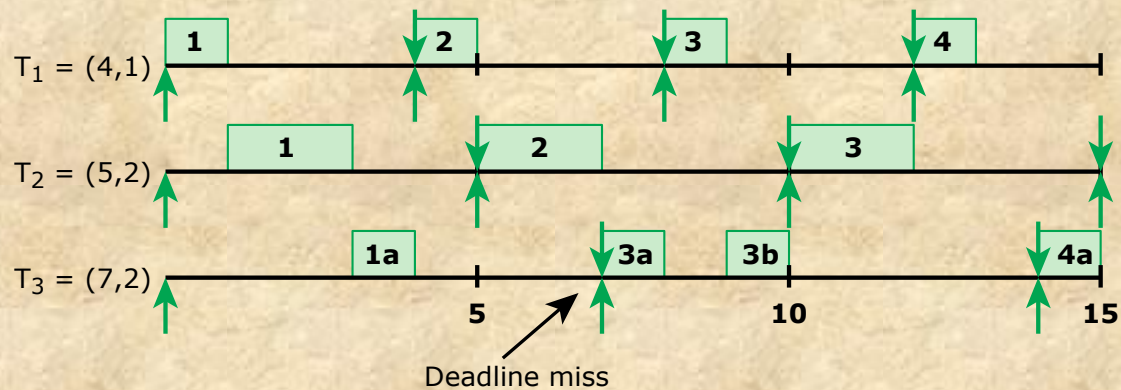 1 2 3 4
T1 = (4,1)
1 2 3
T2 = (5,2)
1a 3a 3b 4a
T3 = (7,2)
5 10 15
Deadline miss